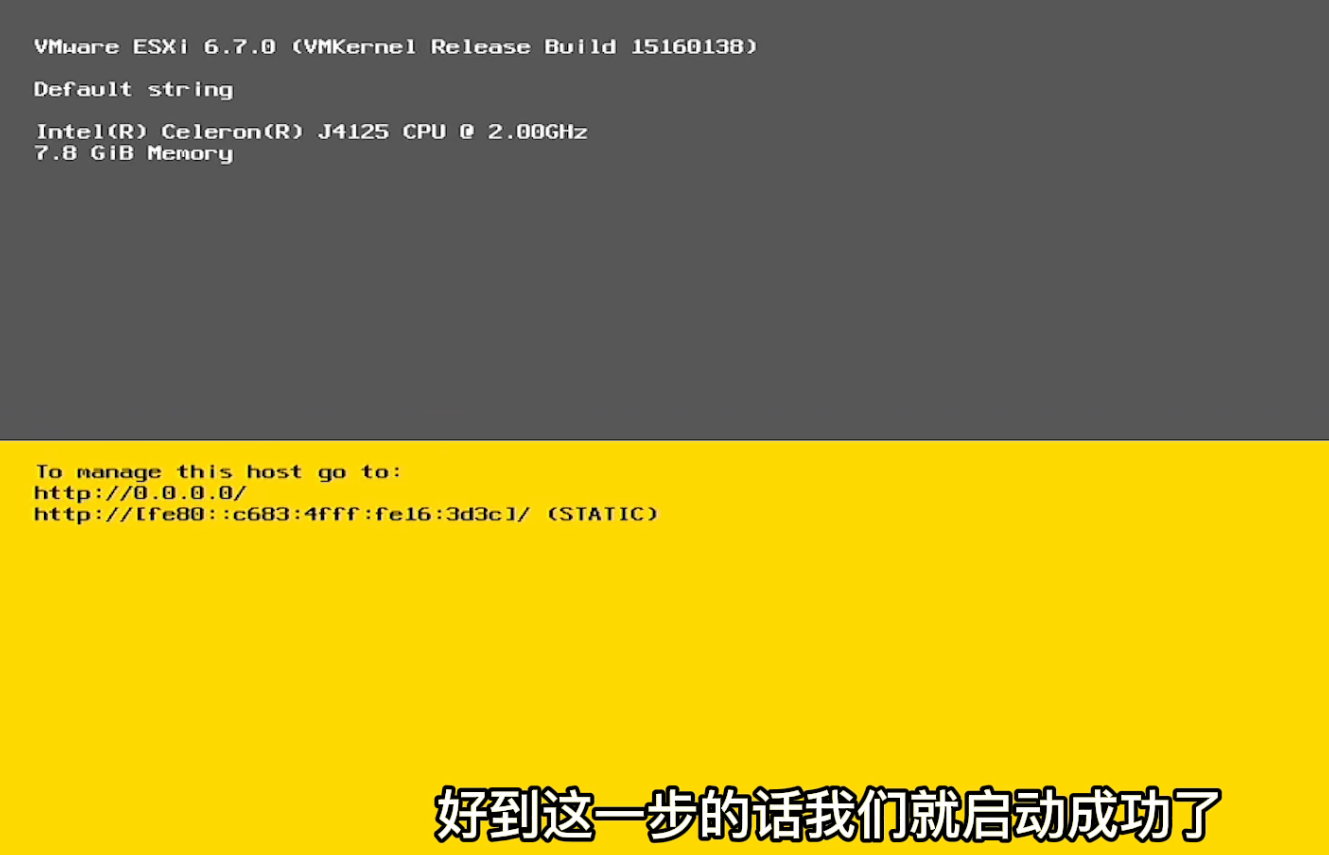 VMware ESXi 6.7.0 (VMKernel Release Build 15160138)
Default string
Intel(R) Celeron(R) J4125 CPU @ 2.00GHz
7.8 GiB Memory
To manage this host go to:
http://0.0.0.0/
http://[fe80::c683:4fff:fe16:3d3c]/ (STATIC)
好到这一步的话我们就启动成功了